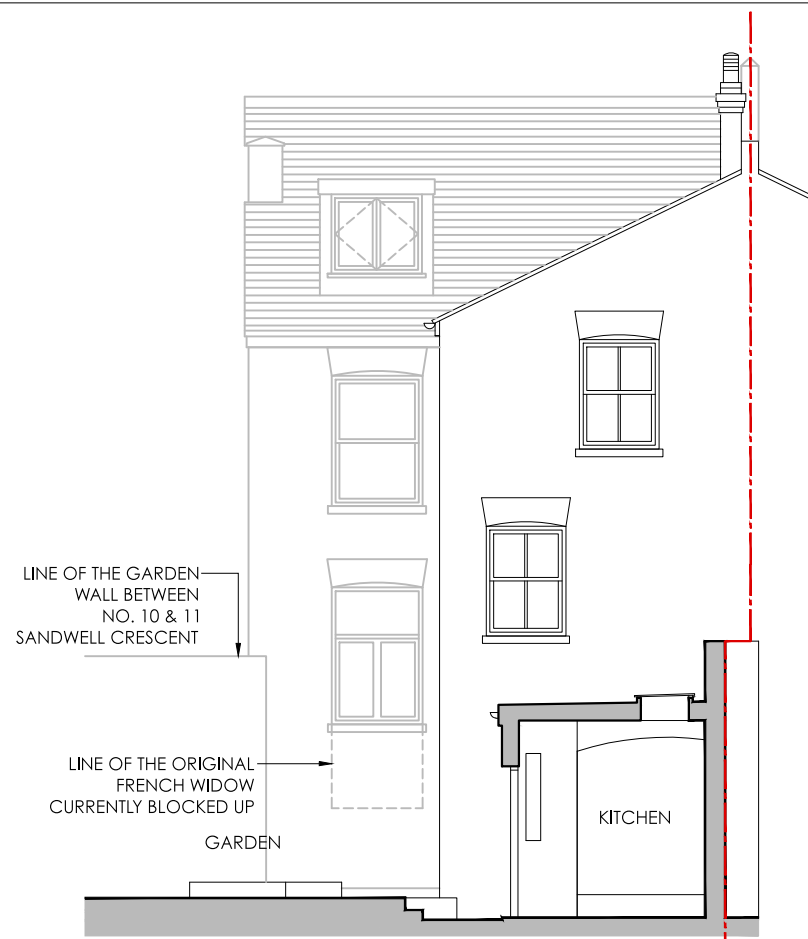 LINE OF THE GARDEN
WALL BETWEEN
NO. 10 & 11
SANDWELL CRESCENT
LINE OF THE ORIGINAL
FRENCH WIDOW
CURRENTLY BLOCKED UP
GARDEN
KITCHEN